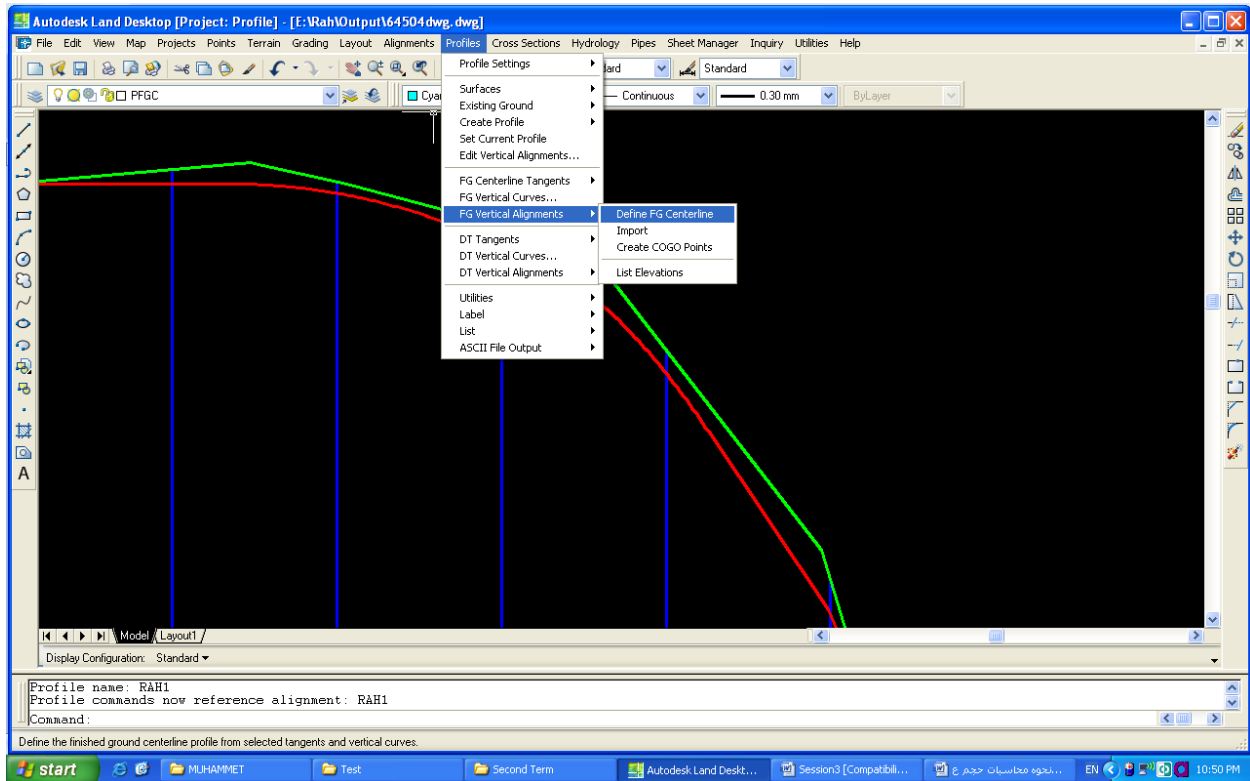 Autodesk Land Desktop [Project: Profile] - [E:\Rah\Output\64504dwg.dwg]
File Edit View Map Projects Points Terrain Grading Layout Alignments Profiles Cross Sections Hydrology Pipes Sheet Manager Inquiry Utilities Help
dard Standard
PFGC Cyan Continuous 0.30 mm ByLayer
Profile Settings
Surfaces
Existing Ground
Create Profile
Set Current Profile
Edit Vertical Alignments...
FG Centerline Tangents
FG Vertical Curves...
FG Vertical Alignments
DT Tangents
DT Vertical Curves...
DT Vertical Alignments
Utilities
Label
List
ASCII File Output
Define FG Centerline
Import
Create COGO Points
List Elevations
A
Model Layout1
Display Configuration: Standard
Profile name: RAH1
Profile commands now reference alignment: RAH1
Command:
Define the finished ground centerline profile from selected tangents and vertical curves.
start MUHAMMET Test Second Term Autodesk Land Deskt... Session3 [Compatibili... نحوه محاسبات حجم ع... EN 10:50 PM